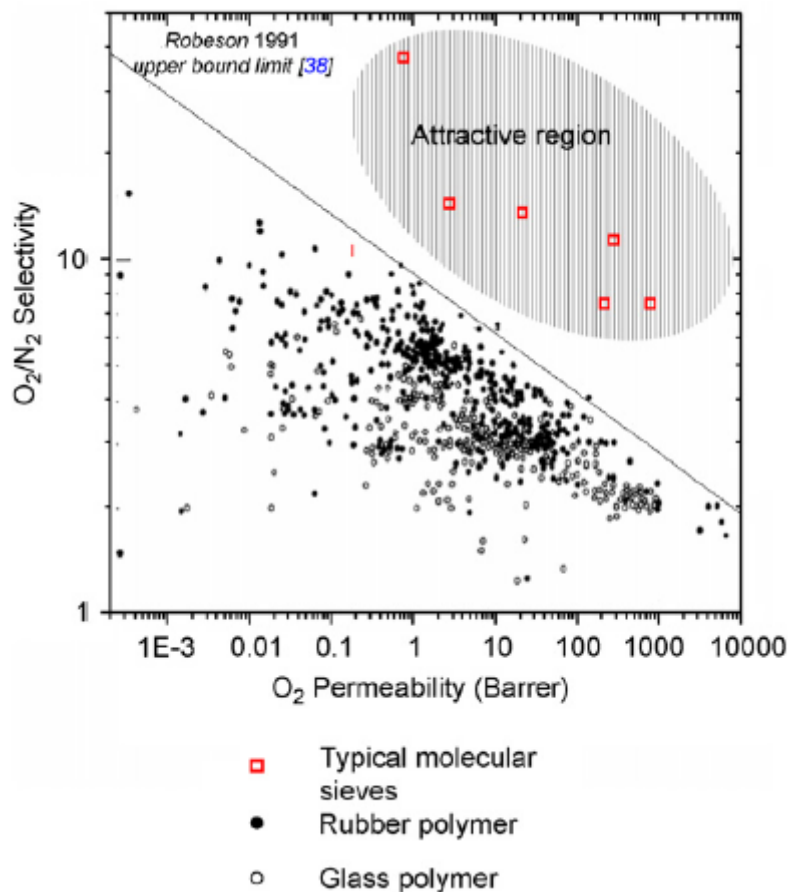 Robeson 1991
upper bound limit [38]
Attractive region
10
1
O₂/N₂ Selectivity
1E-3 0.01 0.1 1 10 100 1000 10000
O₂ Permeability (Barrer)
Typical molecular
sieves
Rubber polymer
Glass polymer